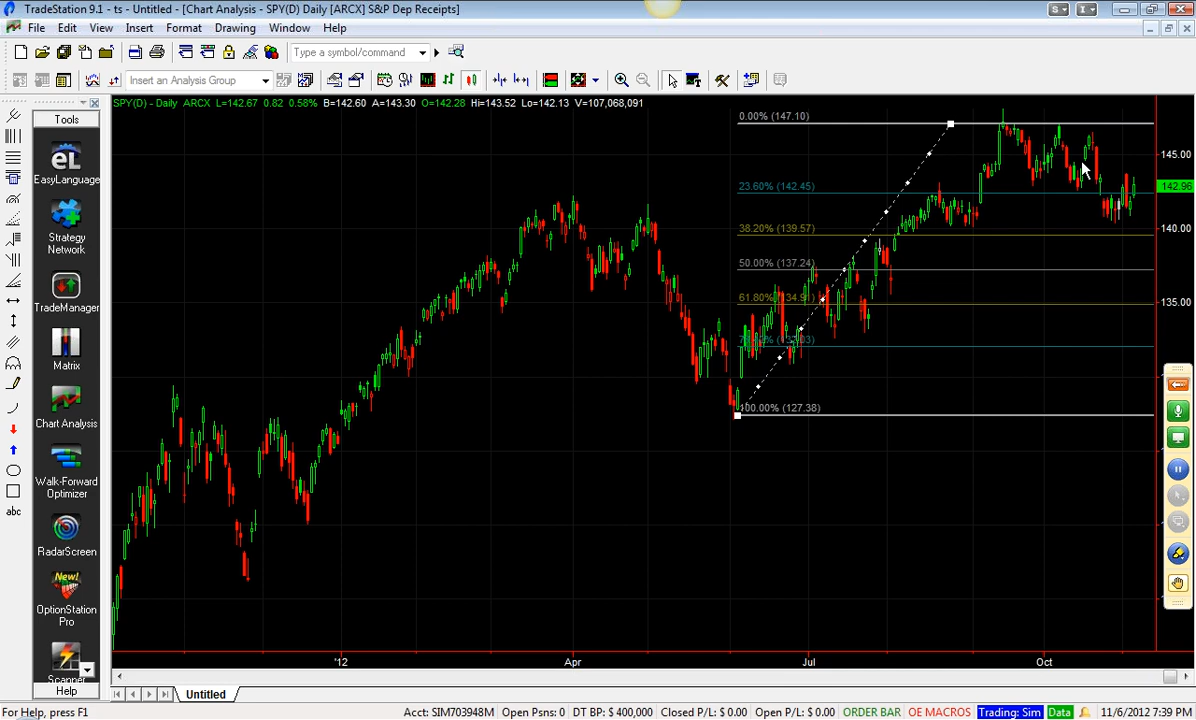 TradeStation 9.1 - ts - Untitled - [Chart Analysis - SPY(D) Daily [ARCX] S&P Dep Receipts]
S
I
File Edit View Insert Format Drawing Window Help
Type a symbol/command
Insert an Analysis Group
Tools
SPY(D) - Daily ARCX L=142.67 0.82 0.58% B=142.60 A=143.30 O=142.28 Hi=143.52 Lo=142.13 V=107,068,091
0.00% (147.10)
145.00
EasyLanguage
23.60% (142.45)
142.96
Strategy
Network
38.20% (139.57)
140.00
50.00% (137.24)
61.80% (134.91)
135.00
TradeManager
Matrix
100.00% (127.38)
Chart Analysis
Walk-Forward
Optimizer
abc
RadarScreen
New!
OptionStation
Pro
Scanner
'12
Apr
Jul
Oct
Help
Untitled
For Help, press F1
Acct: SIM703948M Open Psns: 0 DT BP: $ 400,000 Closed P/L: $ 0.00 Open P/L: $ 0.00 ORDER BAR OE MACROS Trading: Sim Data 11/6/2012 7:39 PM